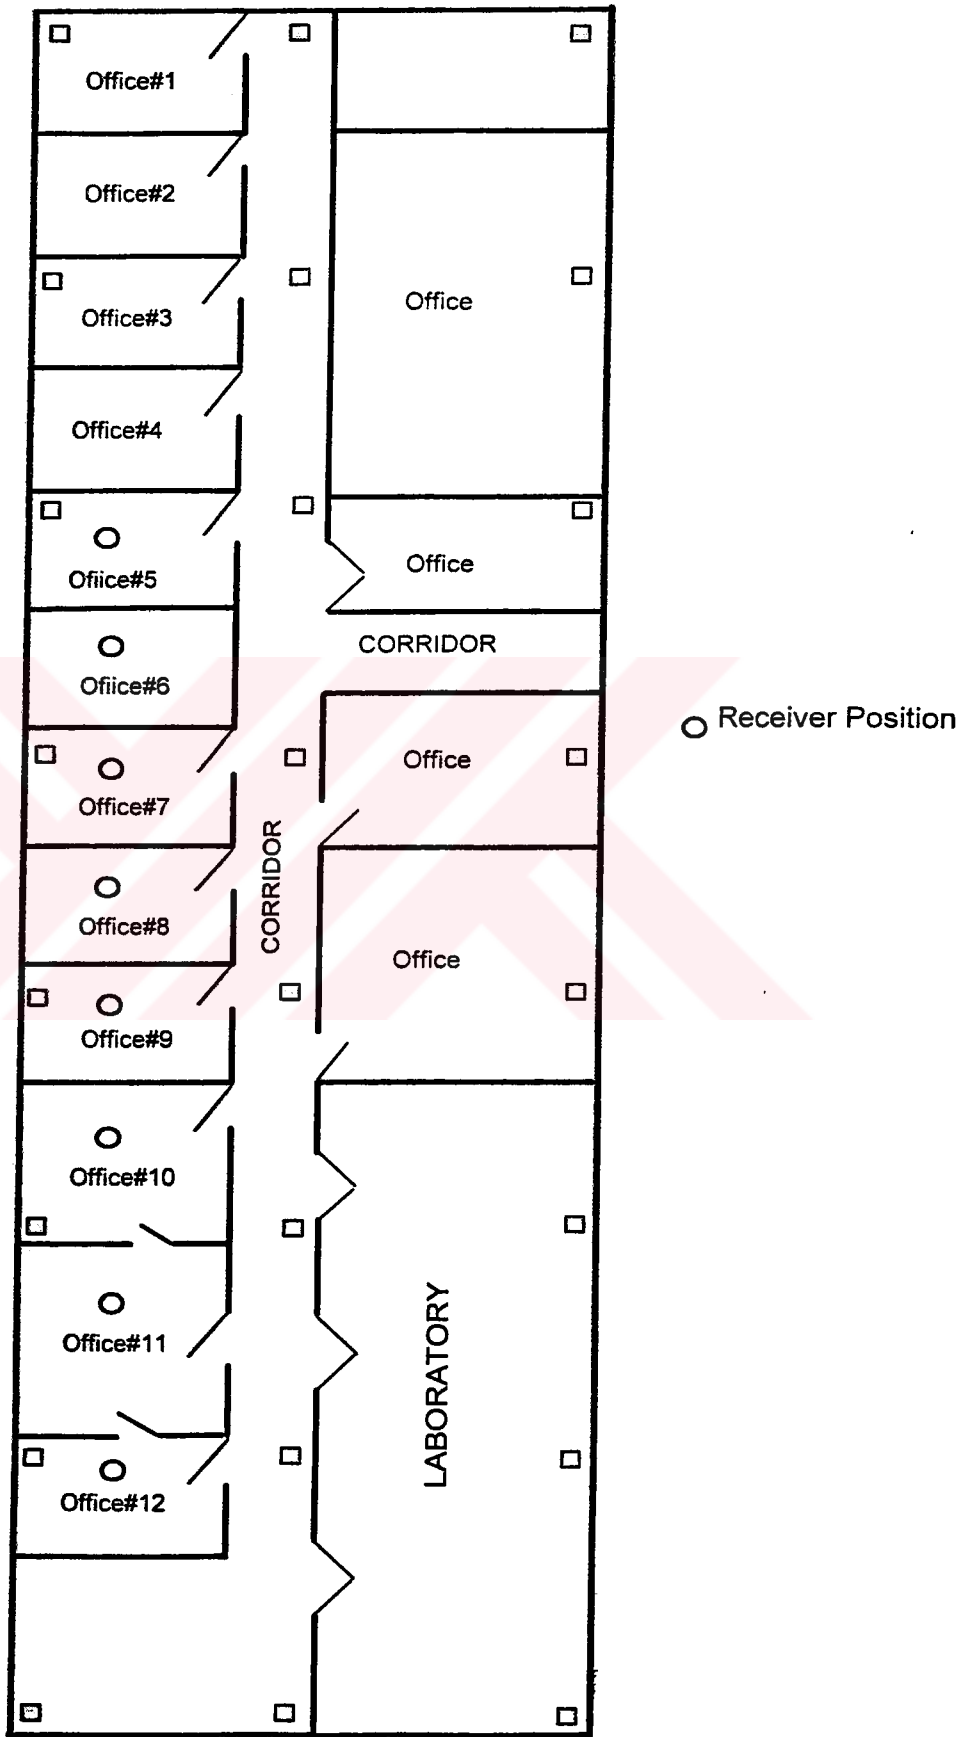 Office#1
Office#2
Office#3
Office
Office#4
Ofiice#5
Office
CORRIDOR
Ofiice#6
Receiver Position
Office#7
Office
CORRIDOR
Office#8
Office
Office#9
Office#10
Office#11
LABORATORY
Office#12